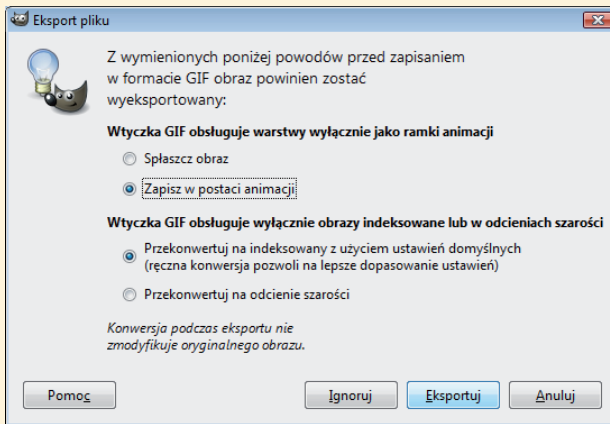 Eksport pliku
Z wymienionych poniżej powodów przed zapisaniem
w formacie GIF obraz powinien zostać
wyeksportowany:
Wtyczka GIF obsługuje warstwy wyłącznie jako ramki animacji
Spłaszcz obraz
Zapisz w postaci animacji
Wtyczka GIF obsługuje wyłącznie obrazy indeksowane lub w odcieniach szarości
Przekonwertuj na indeksowany z użyciem ustawień domyślnych
(ręczna konwersja pozwoli na lepsze dopasowanie ustawień)
Przekonwertuj na odcienie szarości
Konwersja podczas eksportu nie
zmodyfikuje oryginalnego obrazu.
Pomoc Ignoruj Eksportuj Anuluj